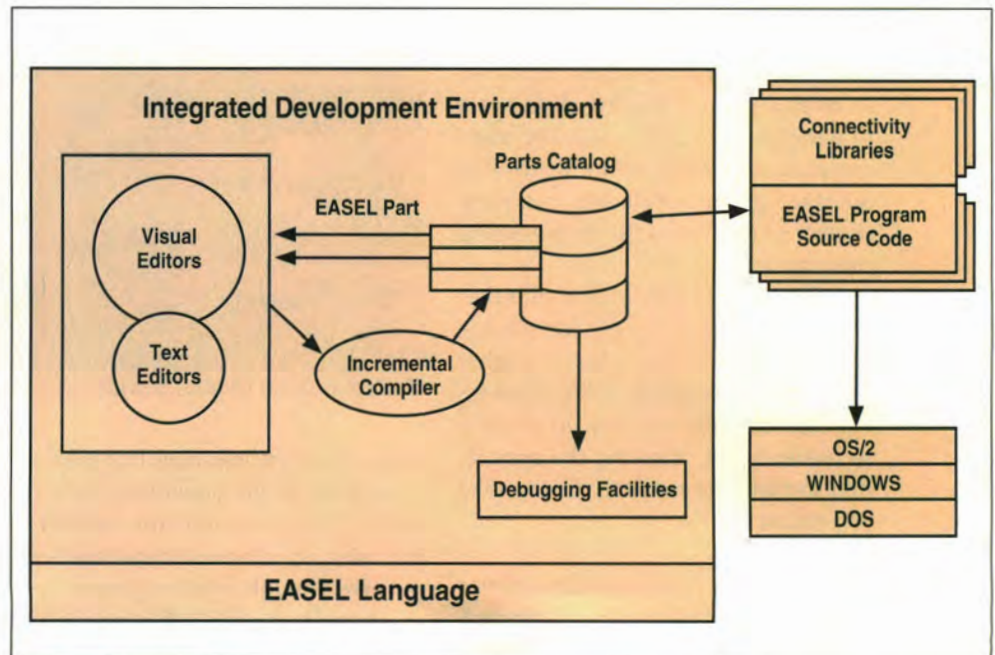 Integrated Development Environment
Visual
Editors
Text
Editors
EASEL Part
Parts Catalog
Incremental
Compiler
Debugging Facilities
EASEL Language
Connectivity
Libraries
EASEL Program
Source Code
OS/2
WINDOWS
DOS